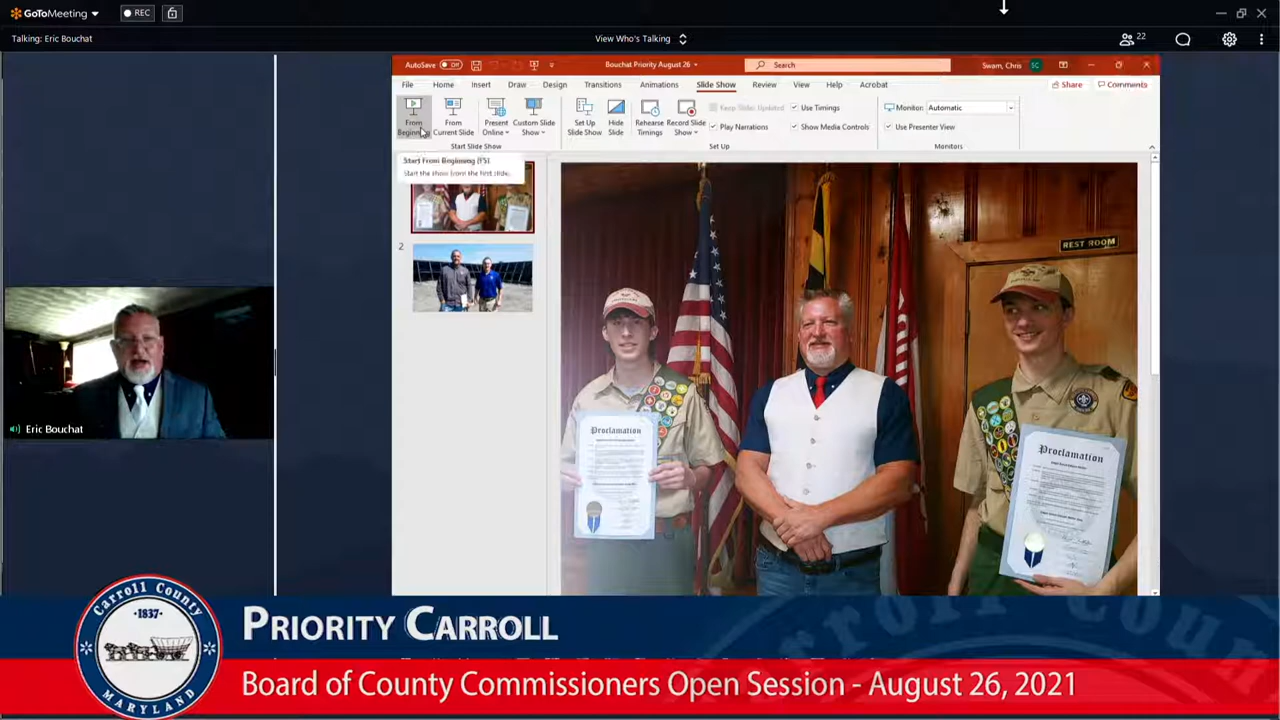 GoToMeeting
REC
Talking: Eric Bouchat
View Who's Talking
22
AutoSave Off
Bouchat Priority August 26
Search
Swam, Chris
SC
File Home Insert Draw Design Transitions Animations Slide Show Review View Help Acrobat
Share
Comments
From Beginning
From Current Slide
Present Online
Custom Slide Show
Set Up Slide Show
Hide Slide
Rehearse Timings
Record Slide Show
Keep Slides Updated
Use Timings
Play Narrations
Show Media Controls
Monitor: Automatic
Use Presenter View
Start Slide Show
Set Up
Monitors
Start From Beginning (F5)
Start the show from the first slide.
2
REST ROOM
Proclamation
Proclamation
Eric Bouchat
Carroll County
1837
MARYLAND
PRIORITY CARROLL
Board of County Commissioners Open Session - August 26, 2021